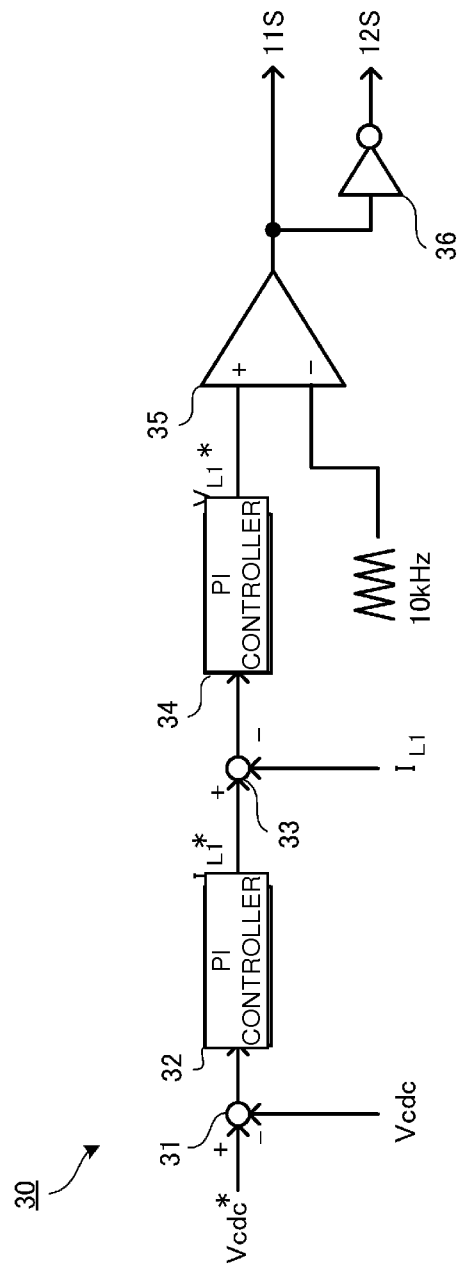 30
Vcdc*
+
−
31
Vcdc
32
PI
CONTROLLER
IL1*
+
−
33
IL1
34
PI
CONTROLLER
VL1*
35
+
−
10kHz
36
11S
12S